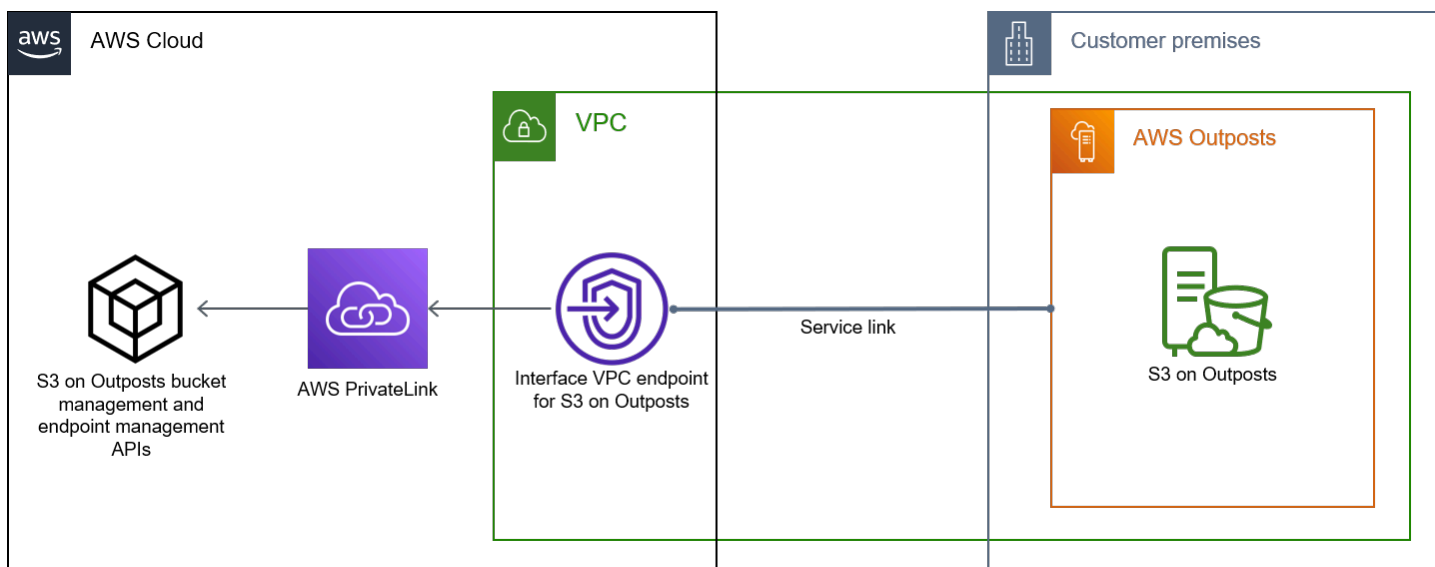 aws
AWS Cloud
Customer premises
VPC
AWS Outposts
Service link
S3 on Outposts bucket
management and
endpoint management
APIs
AWS PrivateLink
Interface VPC endpoint
for S3 on Outposts
S3 on Outposts